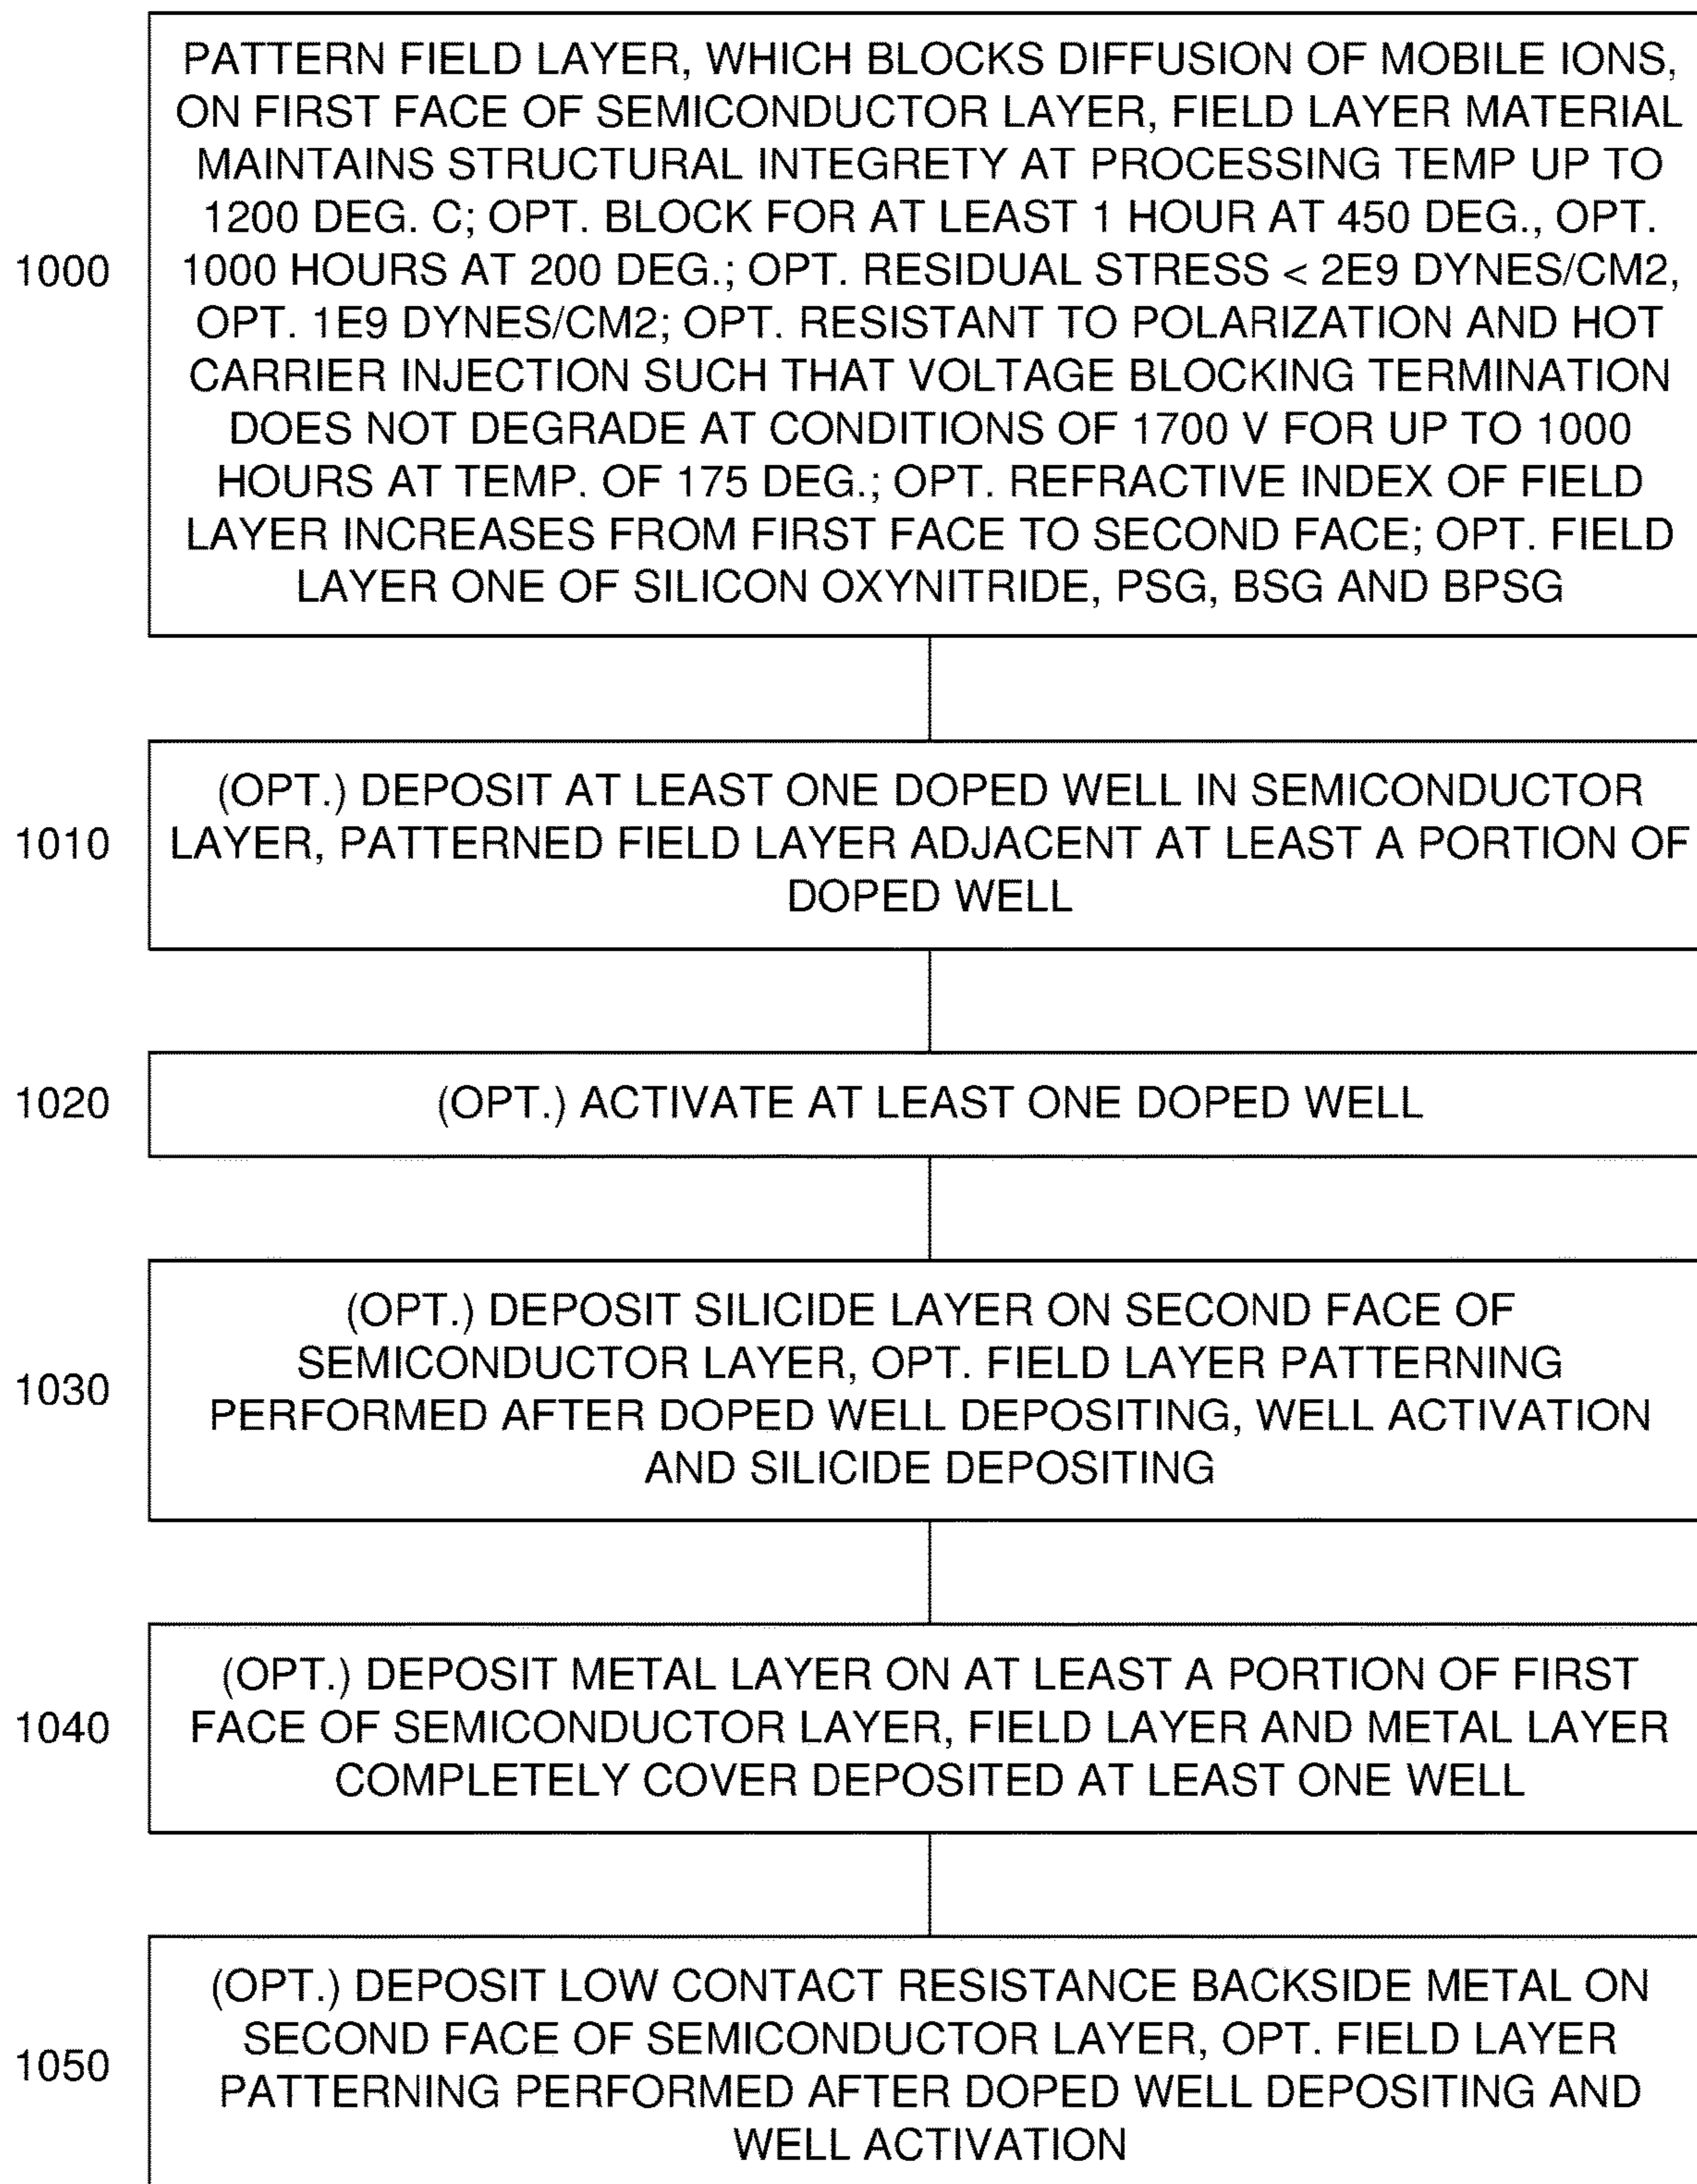 PATTERN FIELD LAYER, WHICH BLOCKS DIFFUSION OF MOBILE IONS,
ON FIRST FACE OF SEMICONDUCTOR LAYER, FIELD LAYER MATERIAL
MAINTAINS STRUCTURAL INTEGRETY AT PROCESSING TEMP UP TO
1200 DEG. C; OPT. BLOCK FOR AT LEAST 1 HOUR AT 450 DEG., OPT.
1000 1000 HOURS AT 200 DEG.; OPT. RESIDUAL STRESS < 2E9 DYNES/CM2,
OPT. 1E9 DYNES/CM2; OPT. RESISTANT TO POLARIZATION AND HOT
CARRIER INJECTION SUCH THAT VOLTAGE BLOCKING TERMINATION
DOES NOT DEGRADE AT CONDITIONS OF 1700 V FOR UP TO 1000
HOURS AT TEMP. OF 175 DEG.; OPT. REFRACTIVE INDEX OF FIELD
LAYER INCREASES FROM FIRST FACE TO SECOND FACE; OPT. FIELD
LAYER ONE OF SILICON OXYNITRIDE, PSG, BSG AND BPSG
(OPT.) DEPOSIT AT LEAST ONE DOPED WELL IN SEMICONDUCTOR
1010 LAYER, PATTERNED FIELD LAYER ADJACENT AT LEAST A PORTION OF
DOPED WELL
1020 (OPT.) ACTIVATE AT LEAST ONE DOPED WELL
(OPT.) DEPOSIT SILICIDE LAYER ON SECOND FACE OF
SEMICONDUCTOR LAYER, OPT. FIELD LAYER PATTERNING
1030 PERFORMED AFTER DOPED WELL DEPOSITING, WELL ACTIVATION
AND SILICIDE DEPOSITING
(OPT.) DEPOSIT METAL LAYER ON AT LEAST A PORTION OF FIRST
1040 FACE OF SEMICONDUCTOR LAYER, FIELD LAYER AND METAL LAYER
COMPLETELY COVER DEPOSITED AT LEAST ONE WELL
(OPT.) DEPOSIT LOW CONTACT RESISTANCE BACKSIDE METAL ON
SECOND FACE OF SEMICONDUCTOR LAYER, OPT. FIELD LAYER
1050 PATTERNING PERFORMED AFTER DOPED WELL DEPOSITING AND
WELL ACTIVATION